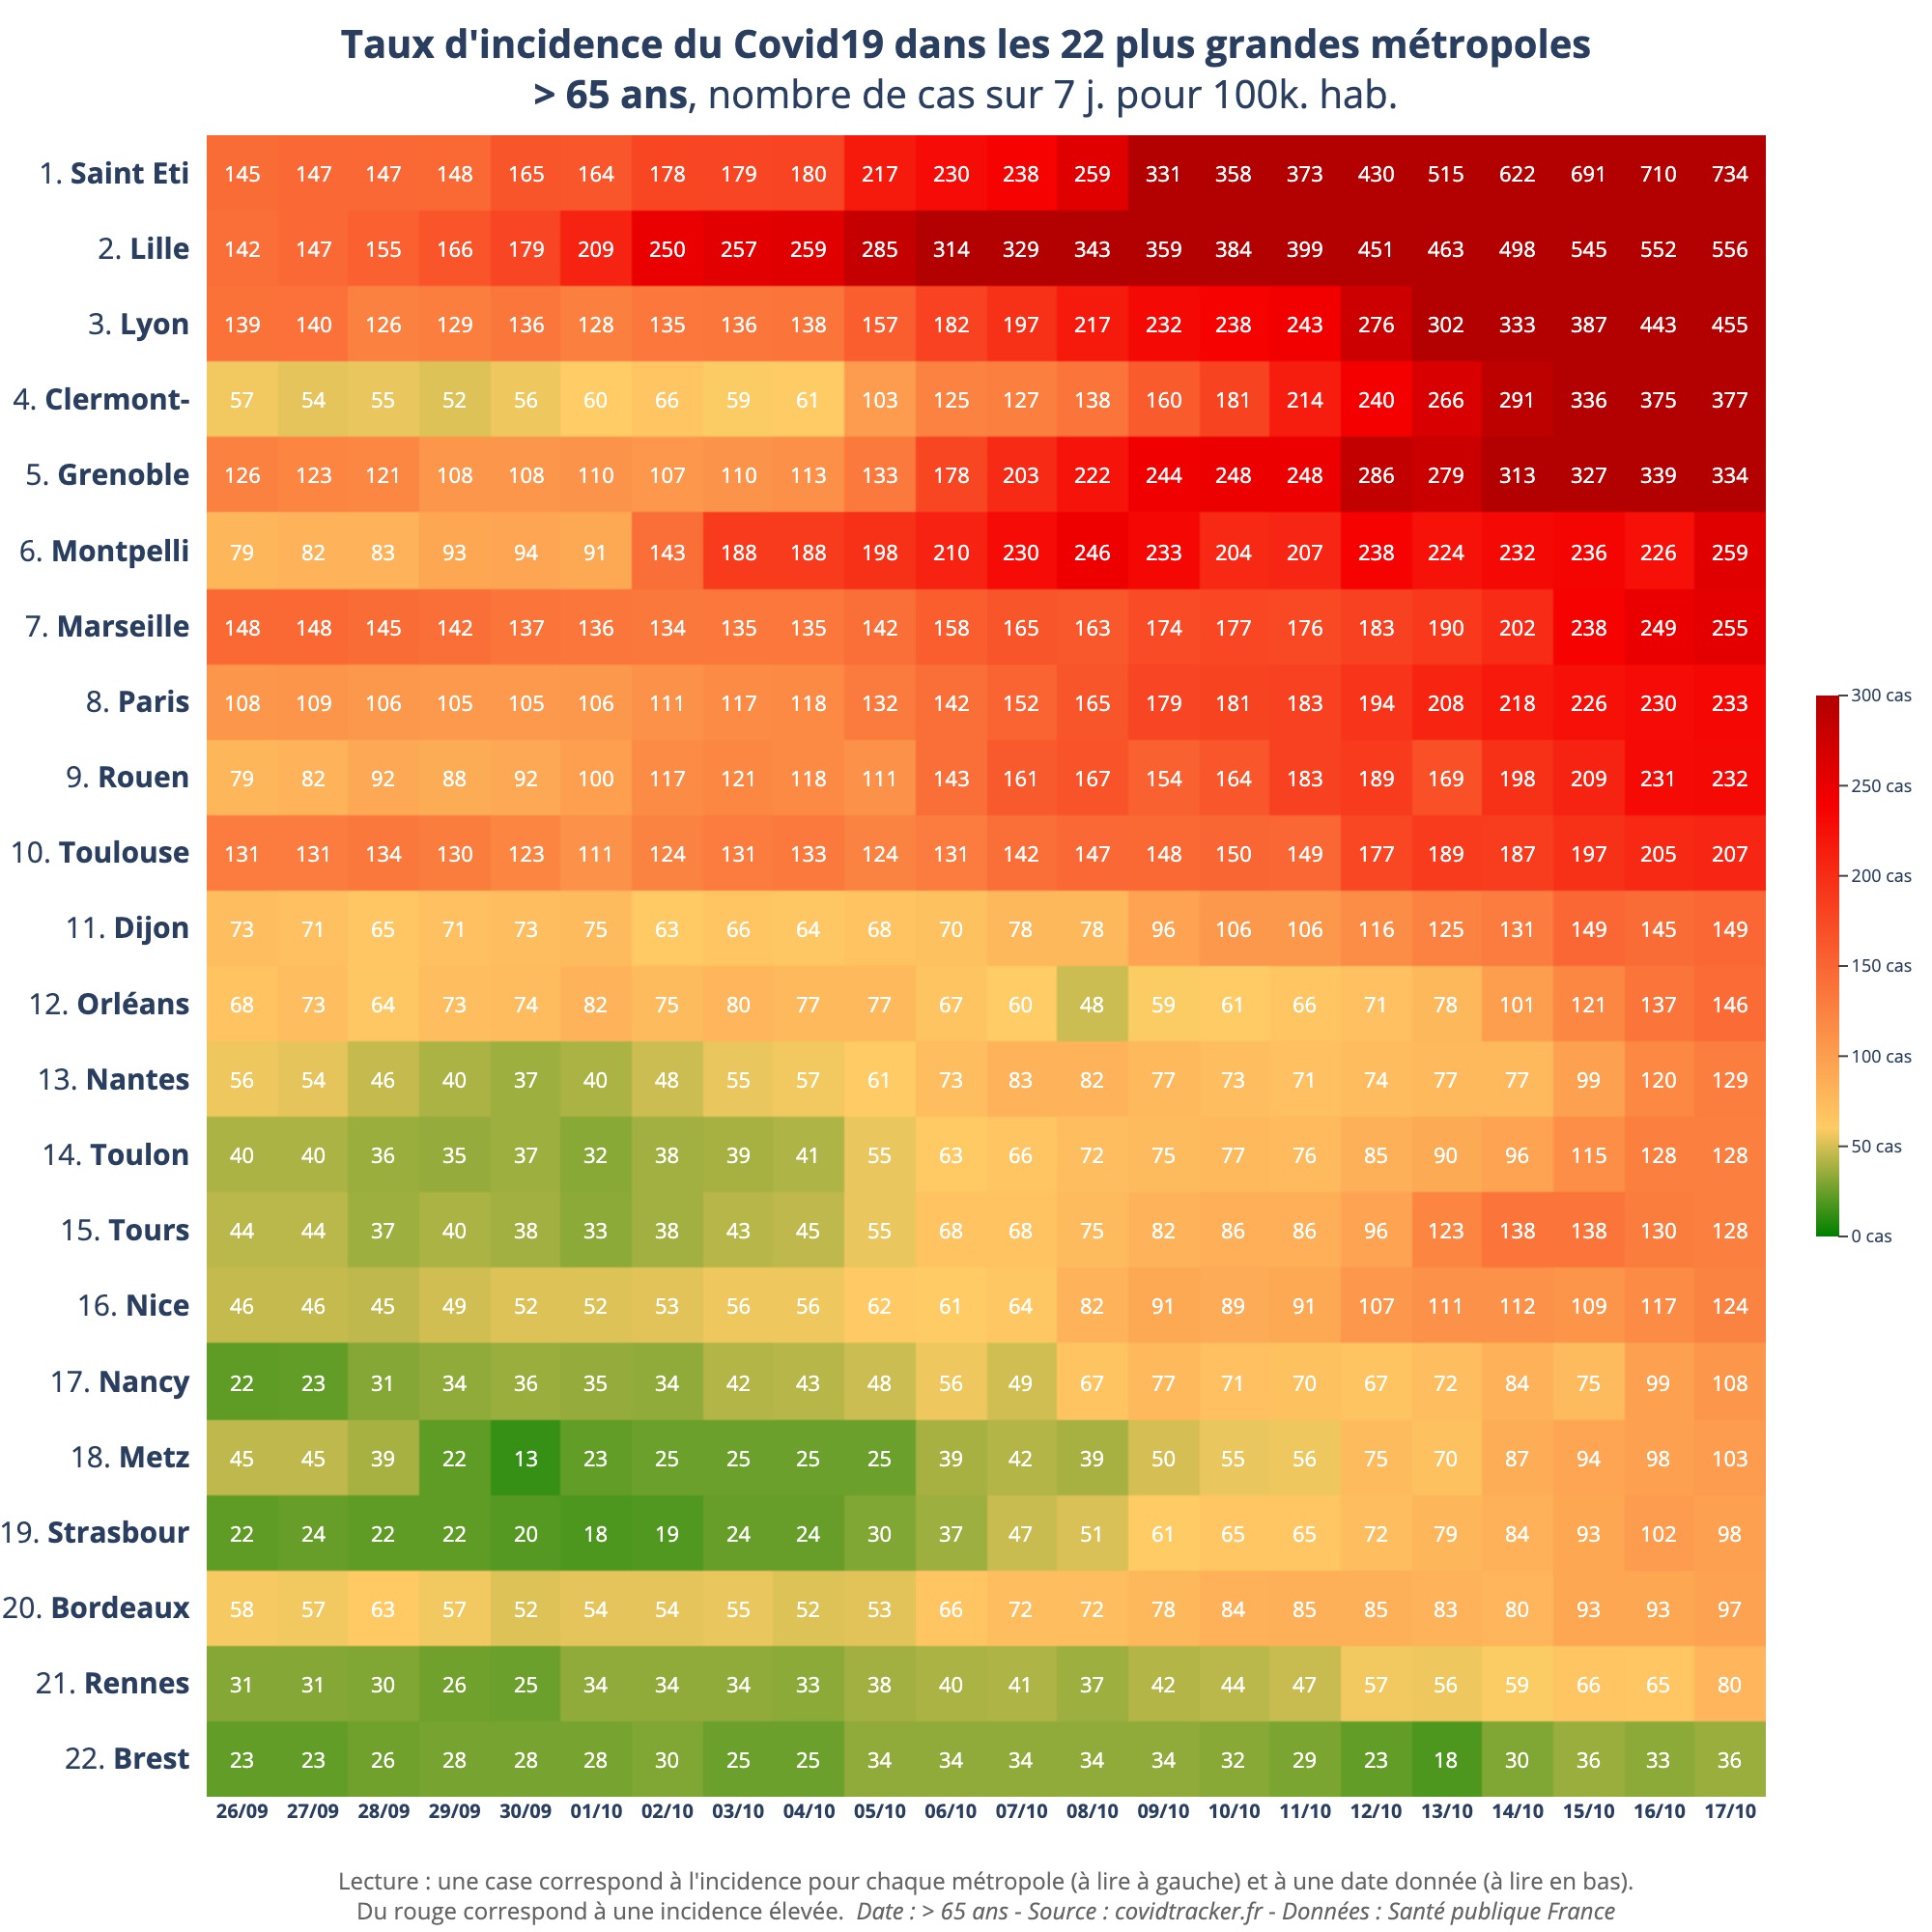 Taux d'incidence du Covid19 dans les 22 plus grandes métropoles
> 65 ans, nombre de cas sur 7 j. pour 100k. hab.
1. Saint Eti 145 147 147 148 165 164 178 179 180 217 230 238 259 331 358 373 430 515 622 691 710 734
2. Lille 142 147 155 166 179 209 250 257 259 285 314 329 343 359 384 399 451 463 498 545 552 556
3. Lyon 139 140 126 129 136 128 135 136 138 157 182 197 217 232 238 243 276 302 333 387 443 455
4. Clermont- 57 54 55 52 56 60 66 59 61 103 125 127 138 160 181 214 240 266 291 336 375 377
5. Grenoble 126 123 121 108 108 110 107 110 113 133 178 203 222 244 248 248 286 279 313 327 339 334
6. Montpelli 79 82 83 93 94 91 143 188 188 198 210 230 246 233 204 207 238 224 232 236 226 259
7. Marseille 148 148 145 142 137 136 134 135 135 142 158 165 163 174 177 176 183 190 202 238 249 255
8. Paris 108 109 106 105 105 106 111 117 118 132 142 152 165 179 181 183 194 208 218 226 230 233
9. Rouen 79 82 92 88 92 100 117 121 118 111 143 161 167 154 164 183 189 169 198 209 231 232
10. Toulouse 131 131 134 130 123 111 124 131 133 124 131 142 147 148 150 149 177 189 187 197 205 207
11. Dijon 73 71 65 71 73 75 63 66 64 68 70 78 78 96 106 106 116 125 131 149 145 149
12. Orléans 68 73 64 73 74 82 75 80 77 77 67 60 48 59 61 66 71 78 101 121 137 146
13. Nantes 56 54 46 40 37 40 48 55 57 61 73 83 82 77 73 71 74 77 77 99 120 129
14. Toulon 40 40 36 35 37 32 38 39 41 55 63 66 72 75 77 76 85 90 96 115 128 128
15. Tours 44 44 37 40 38 33 38 43 45 55 68 68 75 82 86 86 96 123 138 138 130 128
16. Nice 46 46 45 49 52 52 53 56 56 62 61 64 82 91 89 91 107 111 112 109 117 124
17. Nancy 22 23 31 34 36 35 34 42 43 48 56 49 67 77 71 70 67 72 84 75 99 108
18. Metz 45 45 39 22 13 23 25 25 25 25 39 42 39 50 55 56 75 70 87 94 98 103
19. Strasbour 22 24 22 22 20 18 19 24 24 30 37 47 51 61 65 65 72 79 84 93 102 98
20. Bordeaux 58 57 63 57 52 54 54 55 52 53 66 72 72 78 84 85 85 83 80 93 93 97
21. Rennes 31 31 30 26 25 34 34 34 33 38 40 41 37 42 44 47 57 56 59 66 65 80
22. Brest 23 23 26 28 28 28 30 25 25 34 34 34 34 34 32 29 23 18 30 36 33 36
26/09 27/09 28/09 29/09 30/09 01/10 02/10 03/10 04/10 05/10 06/10 07/10 08/10 09/10 10/10 11/10 12/10 13/10 14/10 15/10 16/10 17/10
300 cas
250 cas
200 cas
150 cas
100 cas
50 cas
0 cas
Lecture : une case correspond à l'incidence pour chaque métropole (à lire à gauche) et à une date donnée (à lire en bas).
Du rouge correspond à une incidence élevée. Date : > 65 ans - Source : covidtracker.fr - Données : Santé publique France